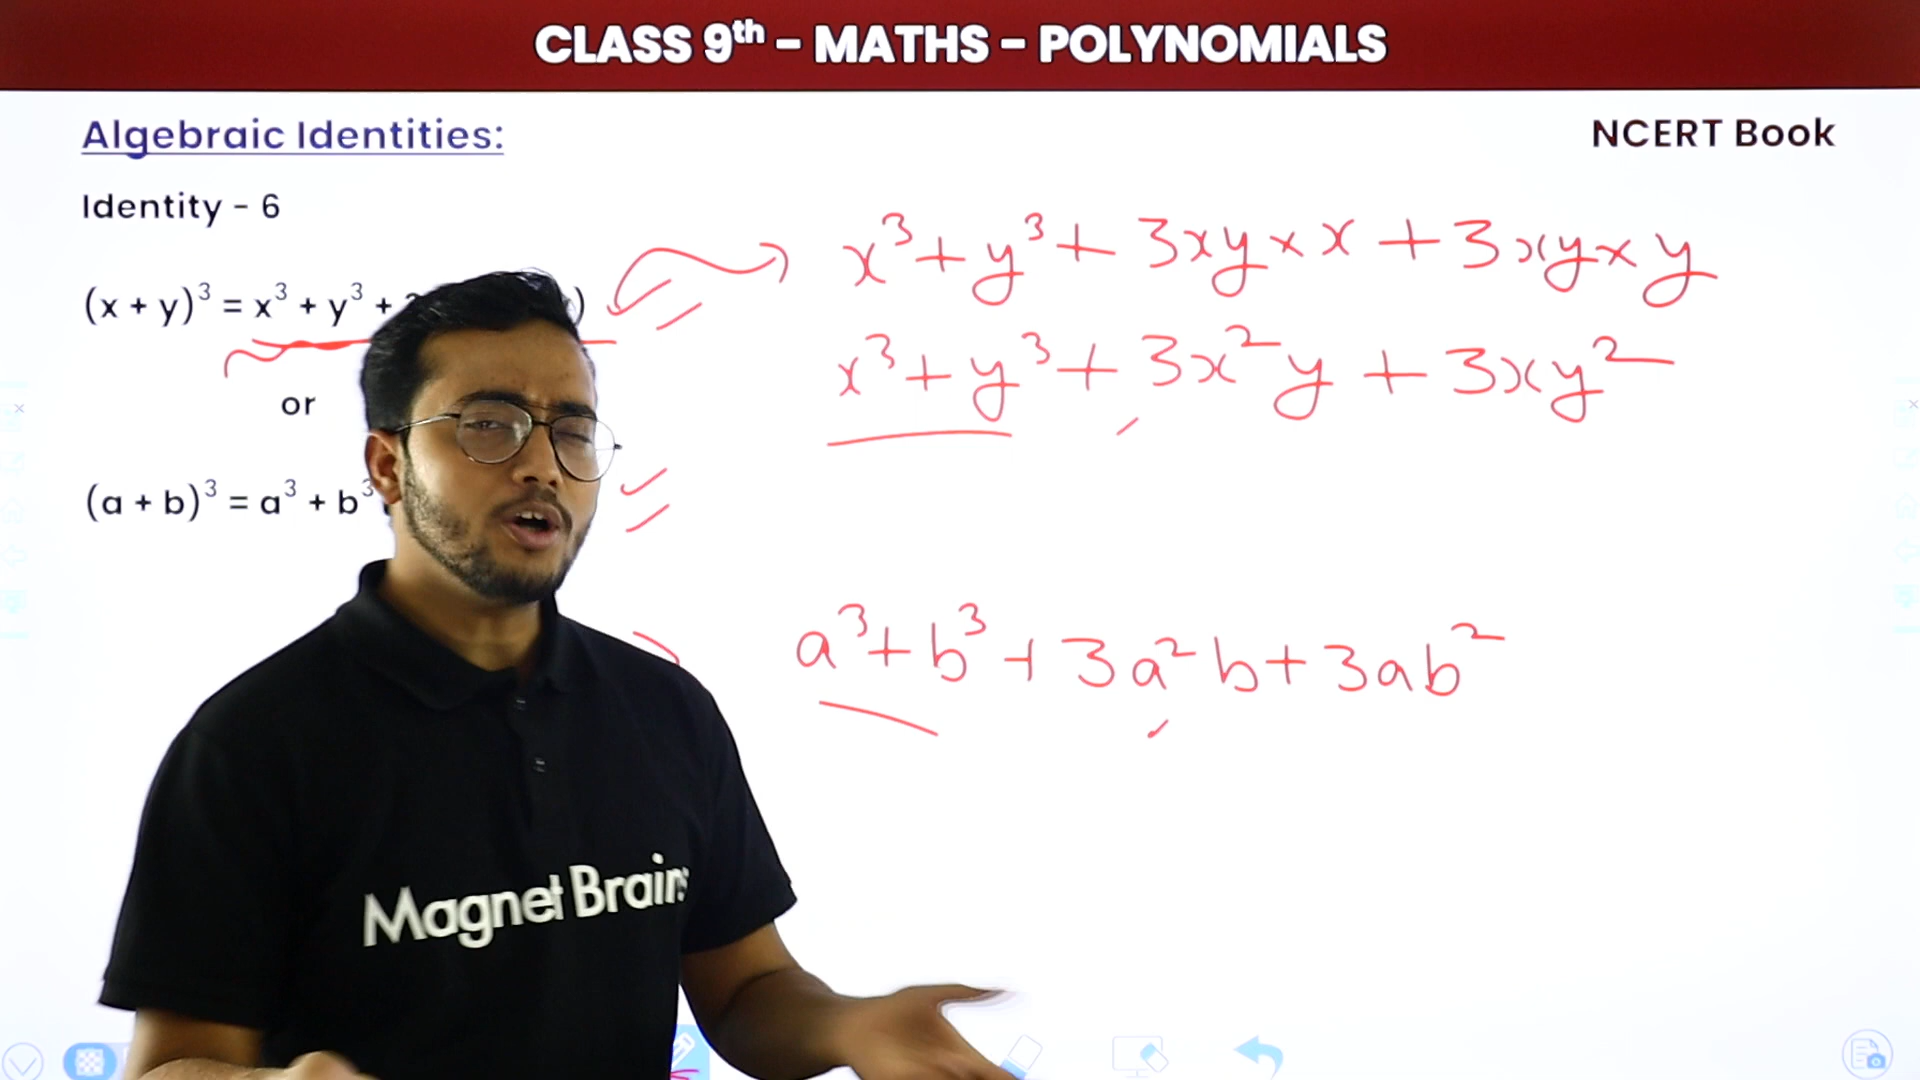 CLASS 9th - MATHS - POLYNOMIALS
Algebraic Identities:
NCERT Book
Identity - 6
(x + y)³ = x³ + y³ + )
x³ + y³ + 3xy × x + 3xy × y
x³ + y³ + 3x²y + 3xy²
or
(a + b)³ = a³ + b³
a³ + b³ + 3a²b + 3ab²
Magnet Brains